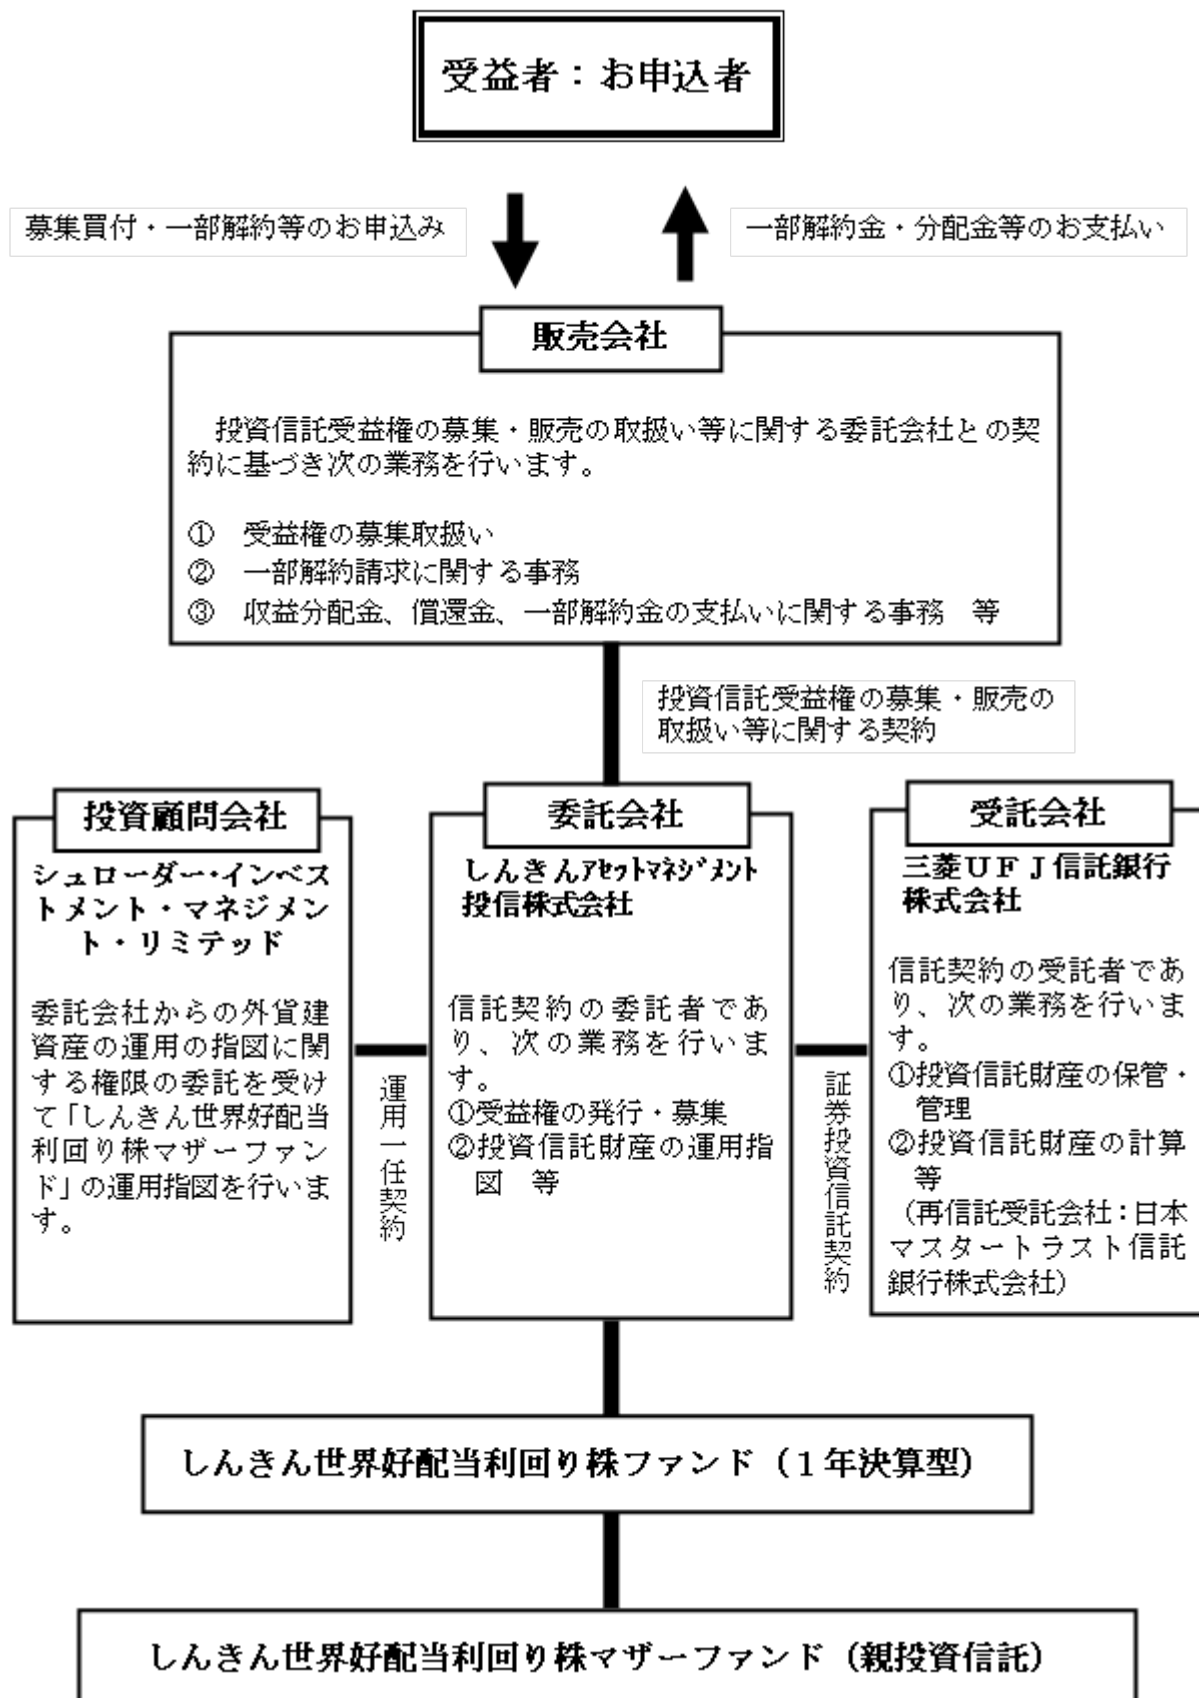 受益者：お申込者
募集買付・一部解約等のお申込み
一部解約金・分配金等のお支払い
販売会社
投資信託受益権の募集・販売の取扱い等に関する委託会社との契
約に基づき次の業務を行います。
①　受益権の募集取扱い
②　一部解約請求に関する事務
③　収益分配金、償還金、一部解約金の支払いに関する事務　等
投資信託受益権の募集・販売の
取扱い等に関する契約
投資顧問会社
シュローダー・インベス
トメント・マネジメン
ト・リミテッド
委託会社からの外貨建
資産の運用の指図に関
する権限の委託を受け
て「しんきん世界好配当
利回り株マザーファン
ド」の運用指図を行いま
す。
運用一任契約
委託会社
しんきんｱｾｯﾄﾏﾈｼﾞﾒﾝﾄ
投信株式会社
信託契約の委託者であ
り、次の業務を行いま
す。
①受益権の発行・募集
②投資信託財産の運用指
図　等
証券投資信託契約
受託会社
三菱ＵＦＪ信託銀行
株式会社
信託契約の受託者であ
り、次の業務を行いま
す。
①投資信託財産の保管・
管理
②投資信託財産の計算
等
（再信託受託会社：日本
マスタートラスト信託
銀行株式会社）
しんきん世界好配当利回り株ファンド（１年決算型）
しんきん世界好配当利回り株マザーファンド（親投資信託）